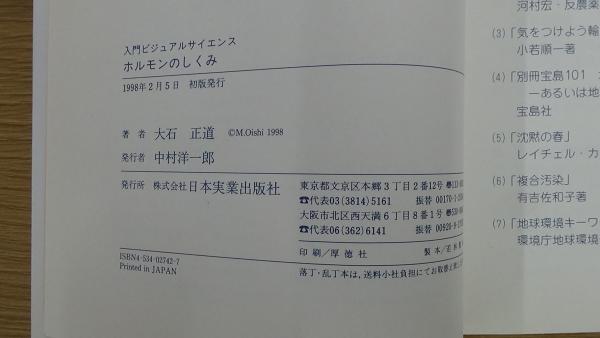 入門ビジュアルサイエンス
ホルモンのしくみ
1998年2月5日 初版発行
著者 大石 正道 ©M.Oishi 1998
発行者 中村洋一郎
発行所 株式会社日本実業出版社
東京都文京区本郷3丁目2番12号
☎代表03(3814)5161 振替 00170-1-
大阪市北区西天満6丁目8番1号
☎代表06(362)6141 振替 00920-9-
印刷/厚徳社 製本/
落丁・乱丁本は、送料小社負担にてお取替え
ISBN4-534-02742-7
Printed in JAPAN
河村宏・反農薬
(3)「気をつけよう輸
小若順一著
(4)「別冊宝島101
―あるいは地
宝島社
(5)「沈黙の春」
レイチェル・カ
(6)「複合汚染」
有吉佐和子著
(7)「地球環境キーワ
環境庁地球環境